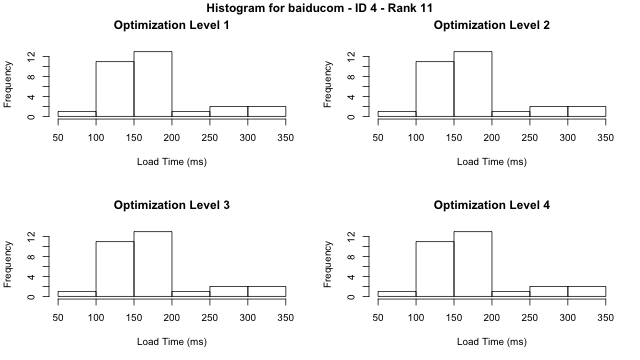 Histogram for baiducom - ID 4 - Rank 11
Optimization Level 1
Frequency
0 4 8 12
50 100 150 200 250 300 350
Load Time (ms)
Optimization Level 2
Frequency
0 4 8 12
50 100 150 200 250 300 350
Load Time (ms)
Optimization Level 3
Frequency
0 4 8 12
50 100 150 200 250 300 350
Load Time (ms)
Optimization Level 4
Frequency
0 4 8 12
50 100 150 200 250 300 350
Load Time (ms)